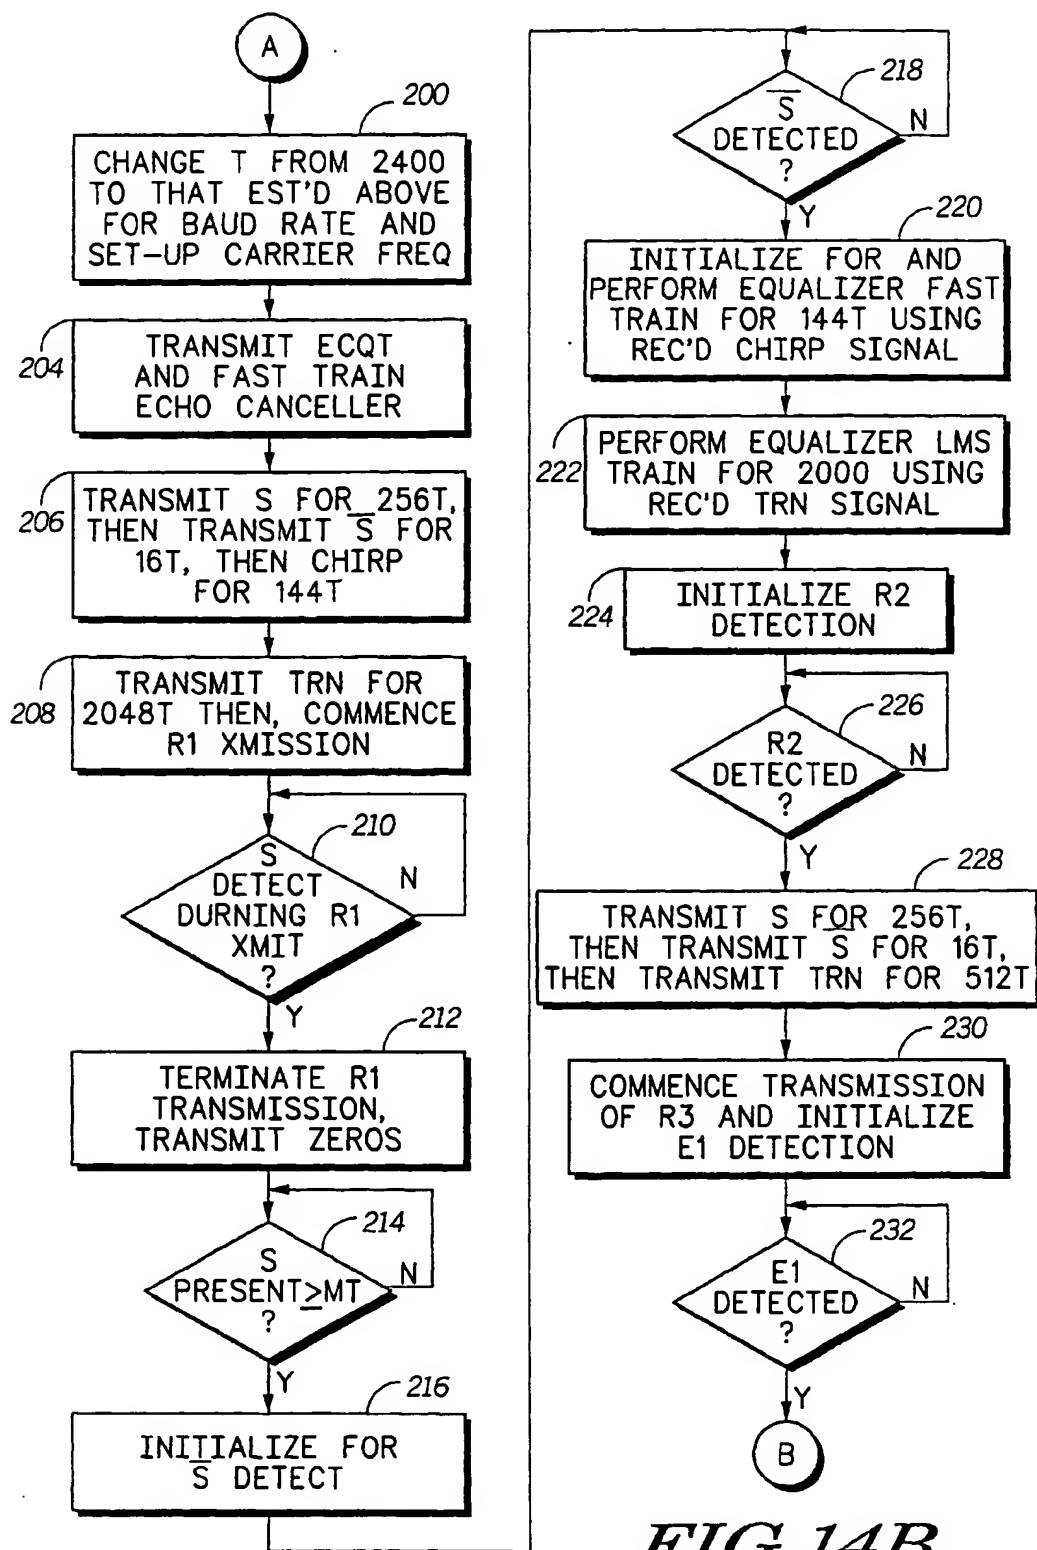 A
200
CHANGE T FROM 2400
TO THAT EST'D ABOVE
FOR BAUD RATE AND
SET-UP CARRIER FREQ
204
TRANSMIT ECQT
AND FAST TRAIN
ECHO CANCELLER
206
TRANSMIT S FOR 256T,
THEN TRANSMIT S̅ FOR
16T, THEN CHIRP
FOR 144T
208
TRANSMIT TRN FOR
2048T THEN, COMMENCE
R1 XMISSION
210
S
DETECT
DURNING R1
XMIT
?
N
Y
212
TERMINATE R1
TRANSMISSION,
TRANSMIT ZEROS
214
S
PRESENT≥MT
?
N
Y
216
INITIALIZE FOR
S̅ DETECT
218
S̅
DETECTED
?
N
Y
220
INITIALIZE FOR AND
PERFORM EQUALIZER FAST
TRAIN FOR 144T USING
REC'D CHIRP SIGNAL
222
PERFORM EQUALIZER LMS
TRAIN FOR 2000 USING
REC'D TRN SIGNAL
224
INITIALIZE R2
DETECTION
226
R2
DETECTED
?
N
Y
228
TRANSMIT S FOR 256T,
THEN TRANSMIT S̅ FOR 16T,
THEN TRANSMIT TRN FOR 512T
230
COMMENCE TRANSMISSION
OF R3 AND INITIALIZE
E1 DETECTION
232
E1
DETECTED
?
N
Y
B
FIG. 14B